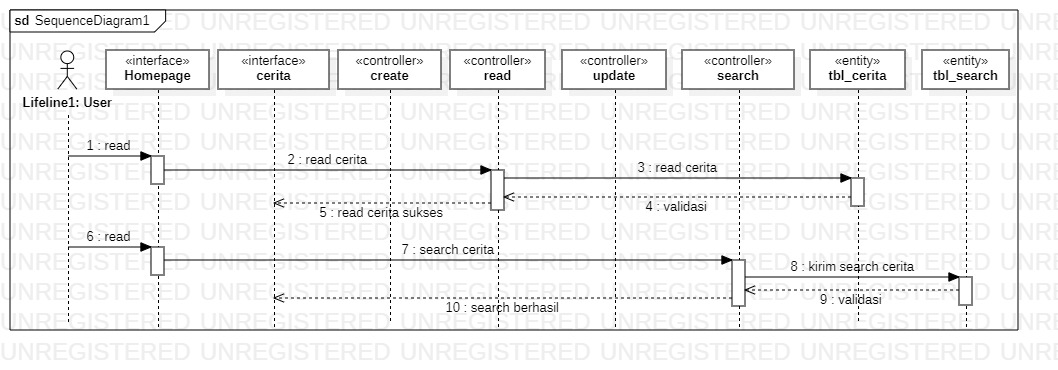 sd SequenceDiagram1
Lifeline1: User
«interface»
Homepage
«interface»
cerita
«controller»
create
«controller»
read
«controller»
update
«controller»
search
«entity»
tbl_cerita
«entity»
tbl_search
1 : read
2 : read cerita
3 : read cerita
4 : validasi
5 : read cerita sukses
6 : read
7 : search cerita
8 : kirim search cerita
9 : validasi
10 : search berhasil
UNREGISTERED UNREGISTERED UNREGISTERED UNREGISTERED UNREGISTERED